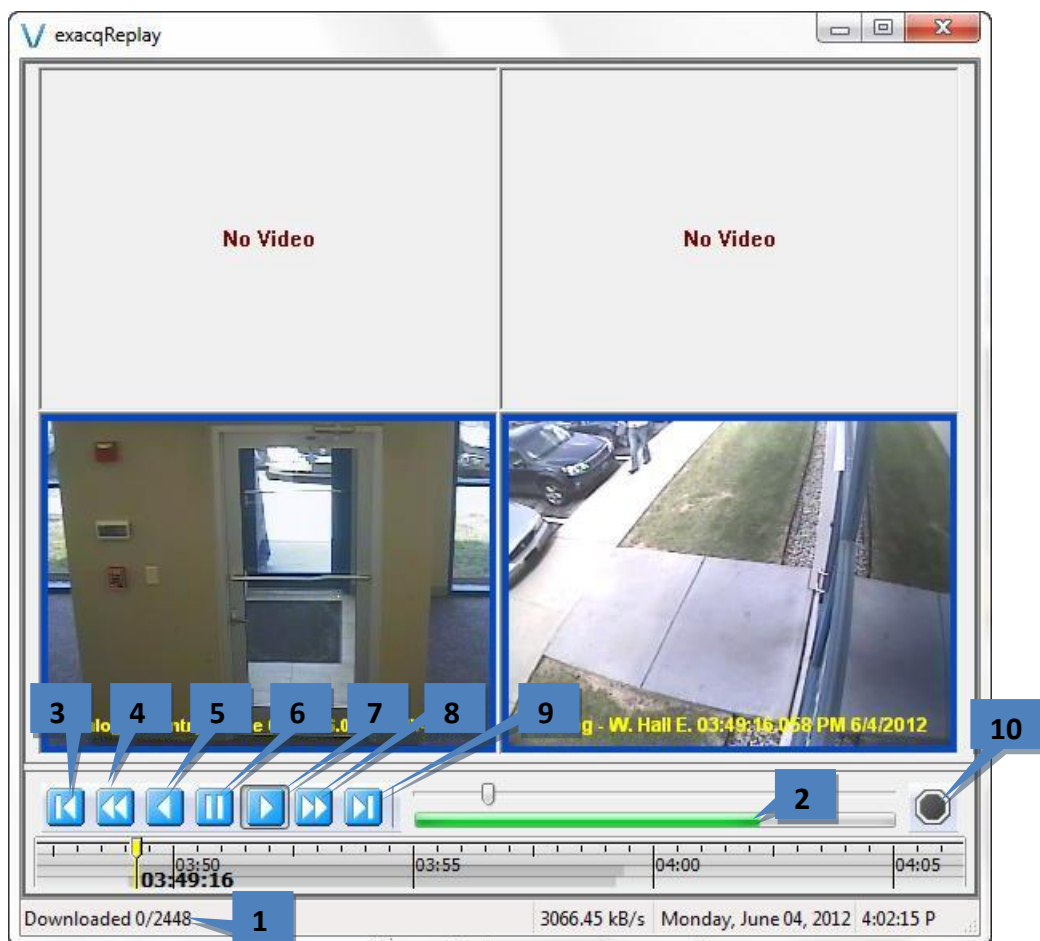 exacqReplay
No Video
No Video
3 4 5 6 7 8 9
W. Hall E. 03:49:16.058 PM 6/4/2012
10
2
03:50 03:55 04:00 04:05
03:49:16
Downloaded 0/2448 1 3066.45 kB/s Monday, June 04, 2012 4:02:15 P